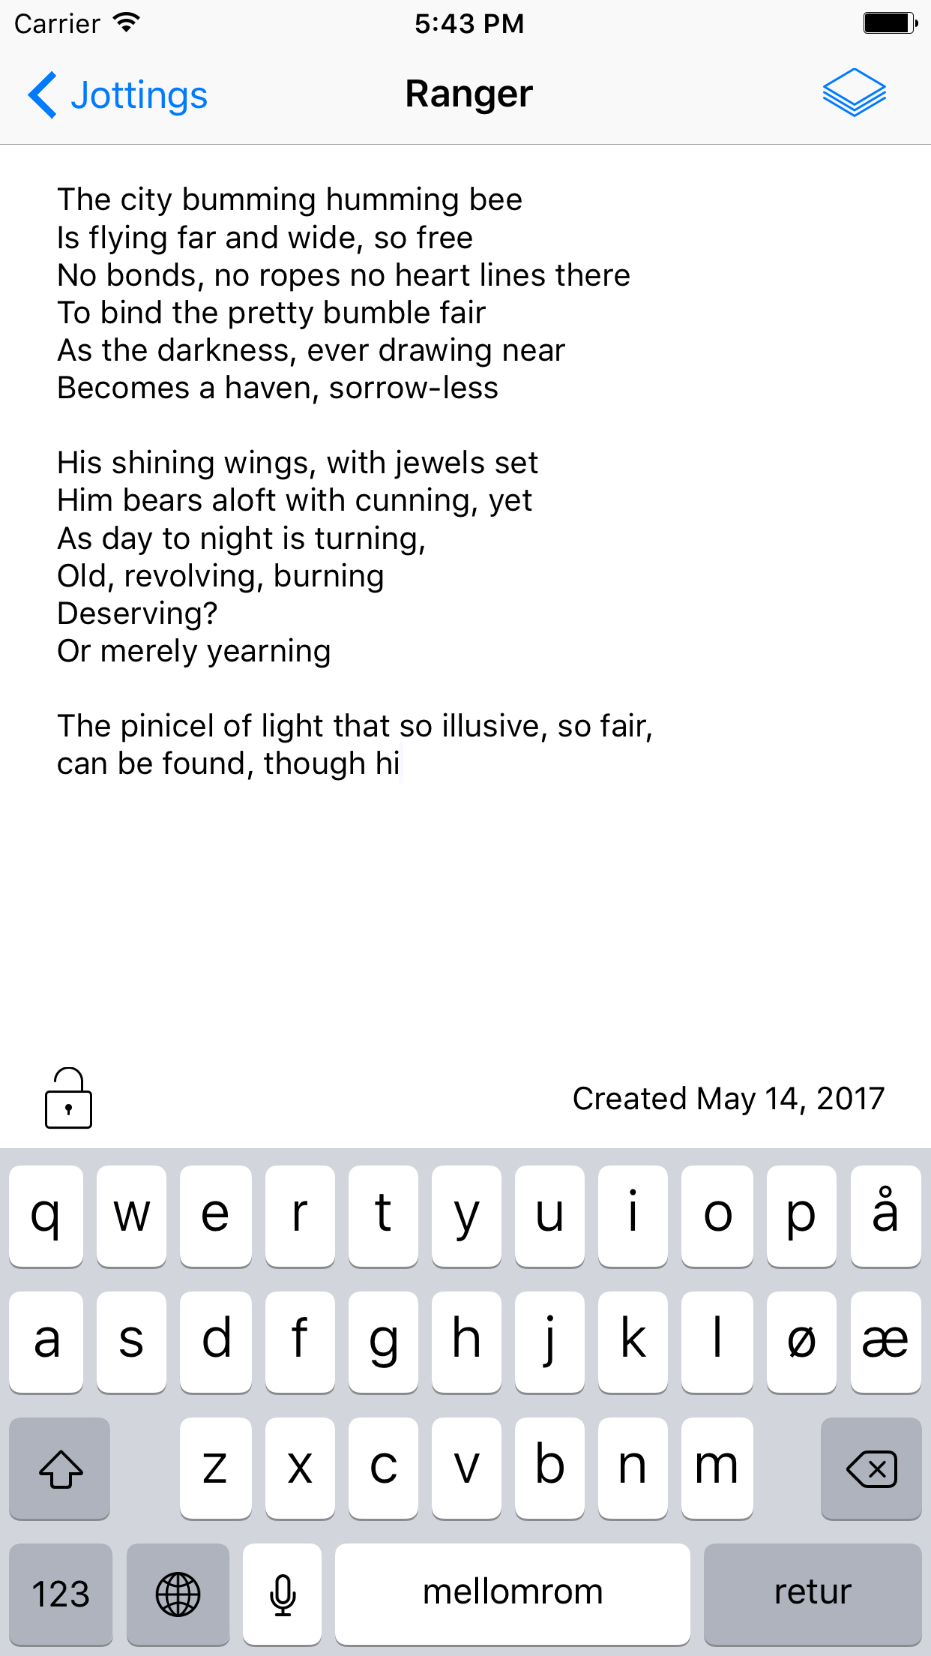 Carrier 5:43 PM
Jottings Ranger
The city bumming humming bee
Is flying far and wide, so free
No bonds, no ropes no heart lines there
To bind the pretty bumble fair
As the darkness, ever drawing near
Becomes a haven, sorrow-less
His shining wings, with jewels set
Him bears aloft with cunning, yet
As day to night is turning,
Old, revolving, burning
Deserving?
Or merely yearning
The pinicel of light that so illusive, so fair,
can be found, though hi
Created May 14, 2017
q w e r t y u i o p å
a s d f g h j k l ø æ
z x c v b n m
123 mellomrom retur